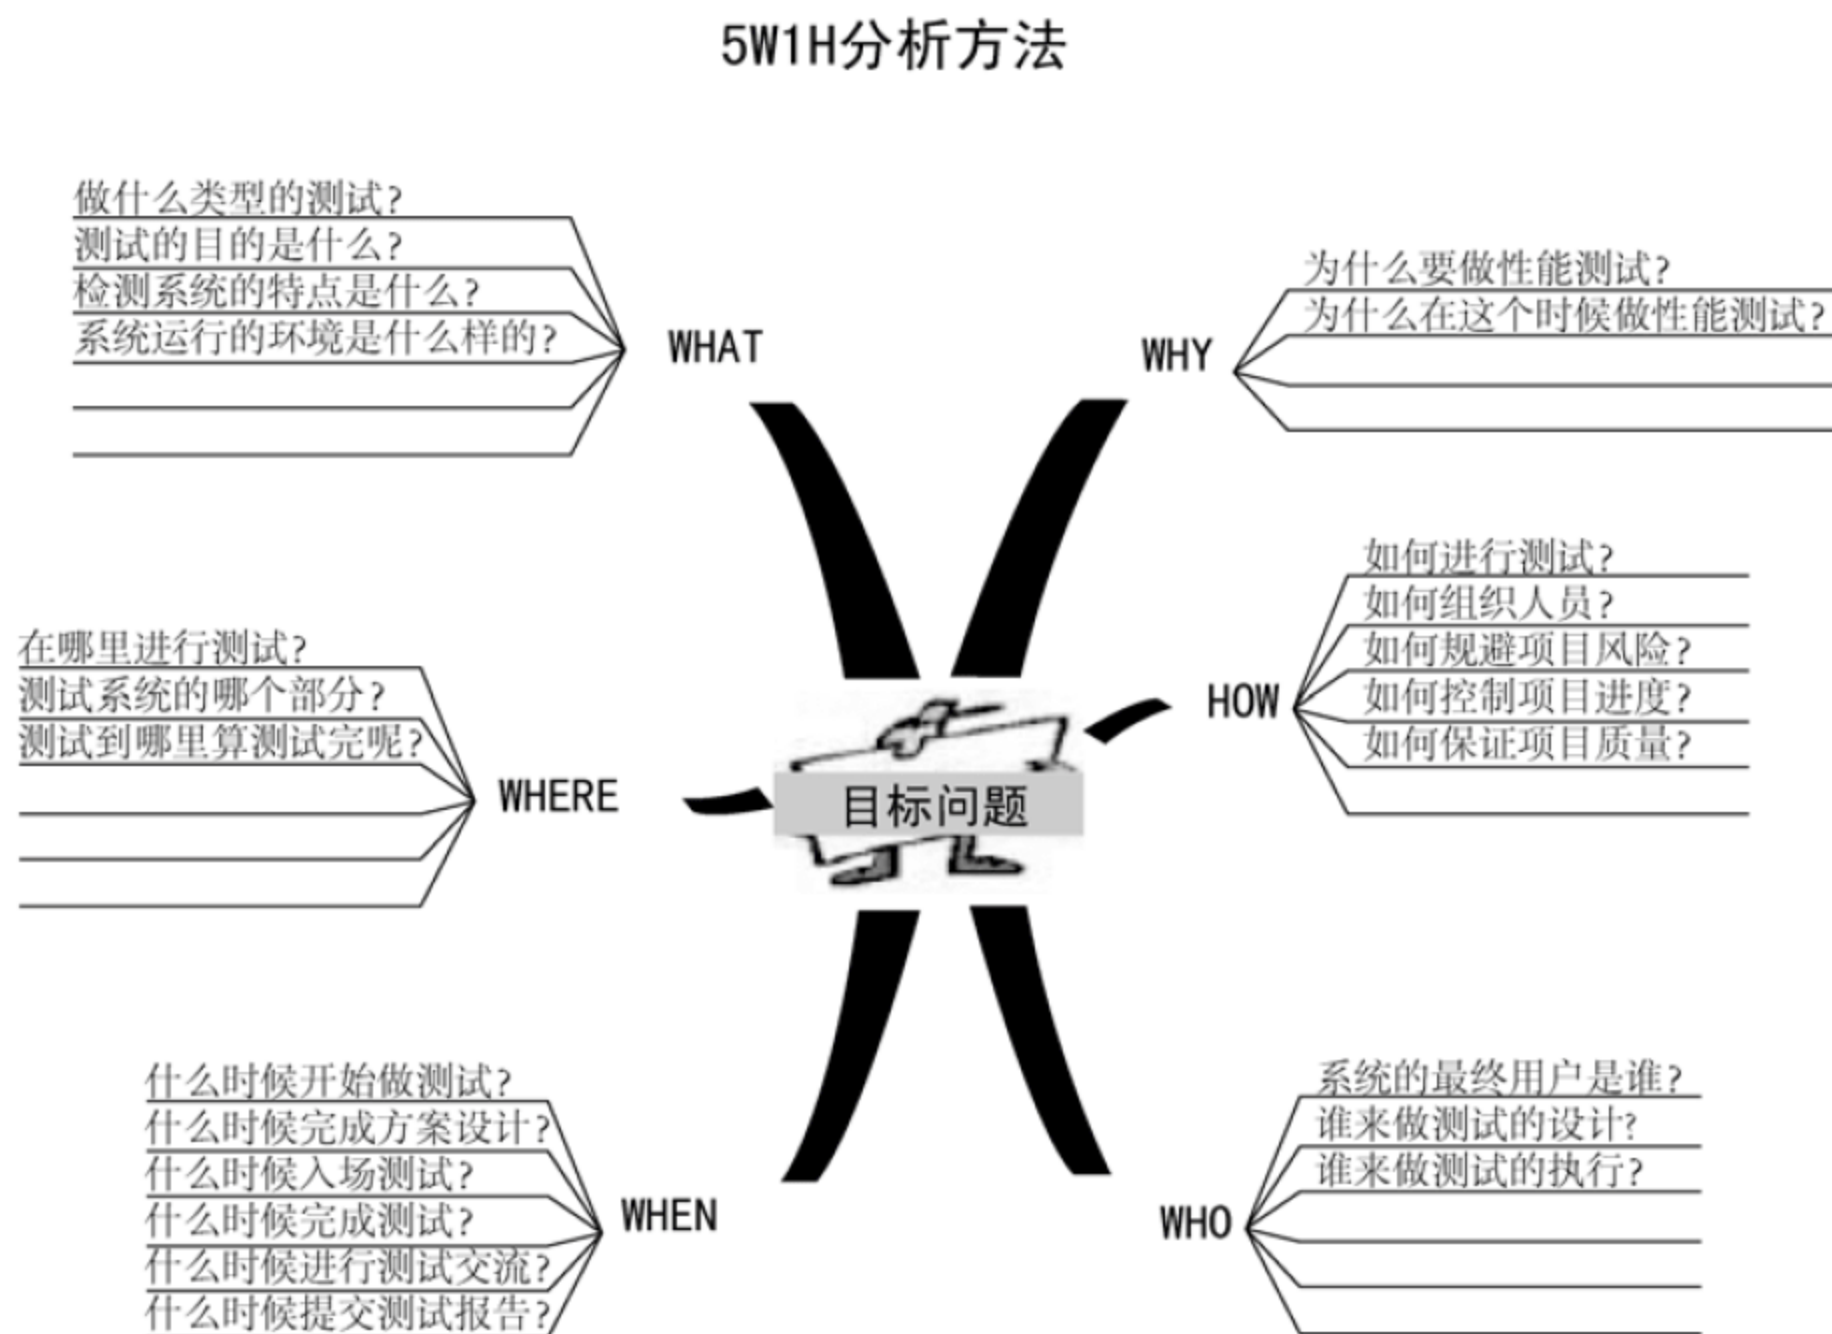 5W1H分析方法
做什么类型的测试?
测试的目的是什么?
检测系统的特点是什么?
系统运行的环境是什么样的?
WHAT
为什么要做性能测试?
为什么在这个时候做性能测试?
WHY
如何进行测试?
如何组织人员?
如何规避项目风险?
如何控制项目进度?
如何保证项目质量?
HOW
在哪里进行测试?
测试系统的哪个部分?
测试到哪里算测试完呢?
WHERE
目标问题
什么时候开始做测试?
什么时候完成方案设计?
什么时候入场测试?
什么时候完成测试?
什么时候进行测试交流?
什么时候提交测试报告?
WHEN
系统的最终用户是谁?
谁来做测试的设计?
谁来做测试的执行?
WHO